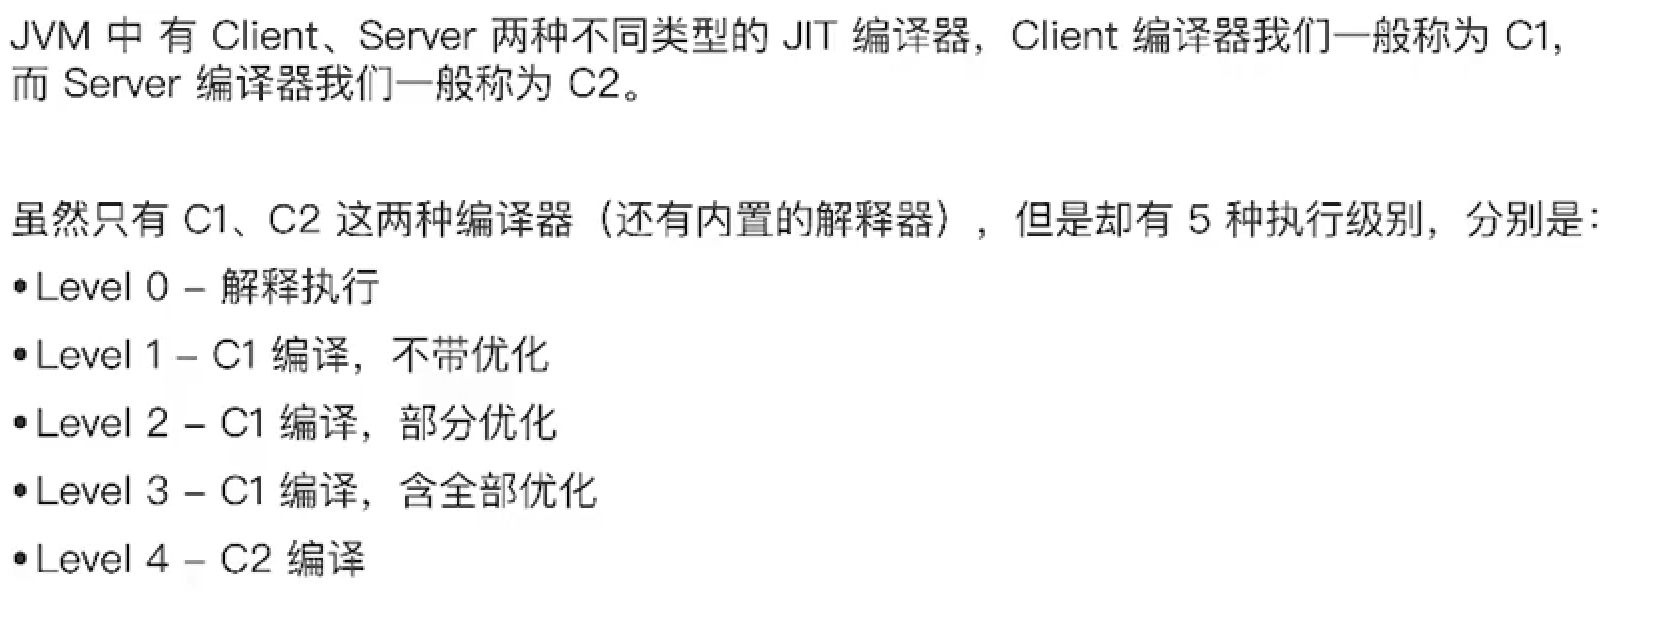 JVM 中 有 Client、Server 两种不同类型的 JIT 编译器，Client 编译器我们一般称为 C1,
而 Server 编译器我们一般称为 C2。
虽然只有 C1、C2 这两种编译器（还有内置的解释器），但是却有 5 种执行级别，分别是：
•Level 0 – 解释执行
•Level 1 – C1 编译，不带优化
•Level 2 – C1 编译，部分优化
•Level 3 – C1 编译，含全部优化
•Level 4 – C2 编译